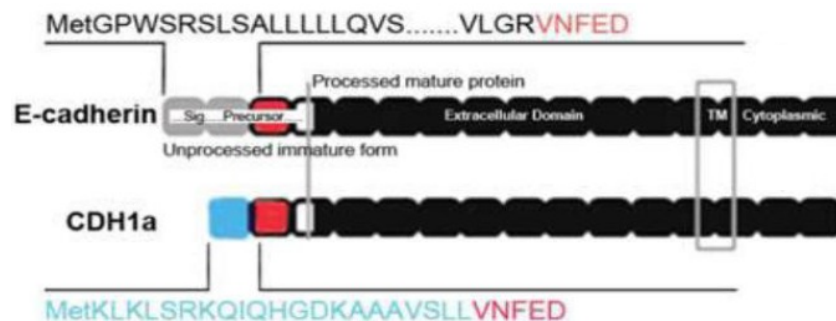 MetGPWSRSLSALLLLLQVS.......VLGRVNFED
Processed mature protein
E-cadherin Sig Precursor Extracellular Domain TM Cytoplasmic
Unprocessed immature form
CDH1a
MetKLKLSRKQIQHGDKAAAVSLLVNFED